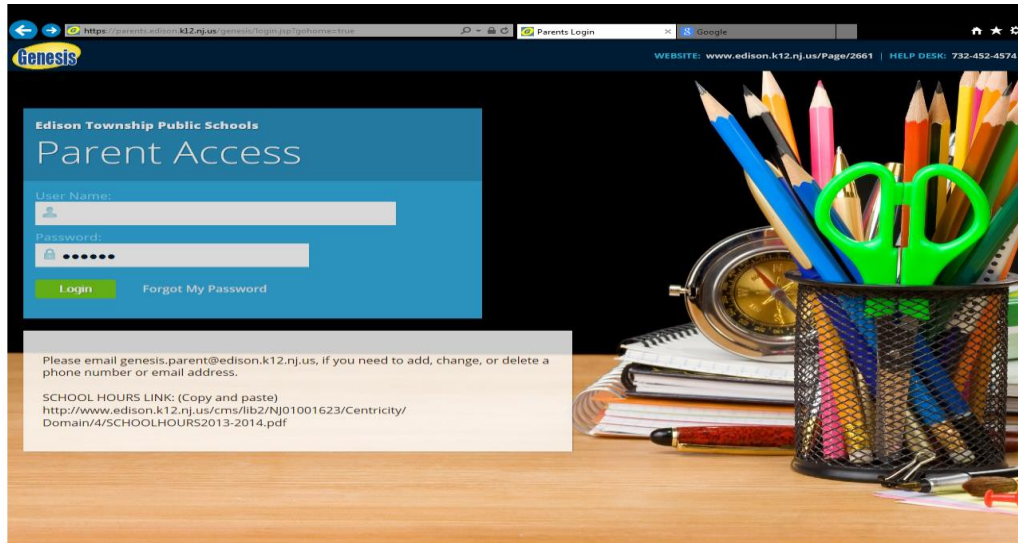 https://parents.edison.k12.nj.us/genesis/login.jsp?gohome=true
Parents Login
Google
Genesis
WEBSITE: www.edison.k12.nj.us/Page/2661 | HELP DESK: 732-452-4574
Edison Township Public Schools
Parent Access
User Name:
Password:
Login Forgot My Password
Please email genesis.parent@edison.k12.nj.us, if you need to add, change, or delete a
phone number or email address.
SCHOOL HOURS LINK: (Copy and paste)
http://www.edison.k12.nj.us/cms/lib2/NJ01001623/Centricity/
Domain/4/SCHOOLHOURS2013-2014.pdf